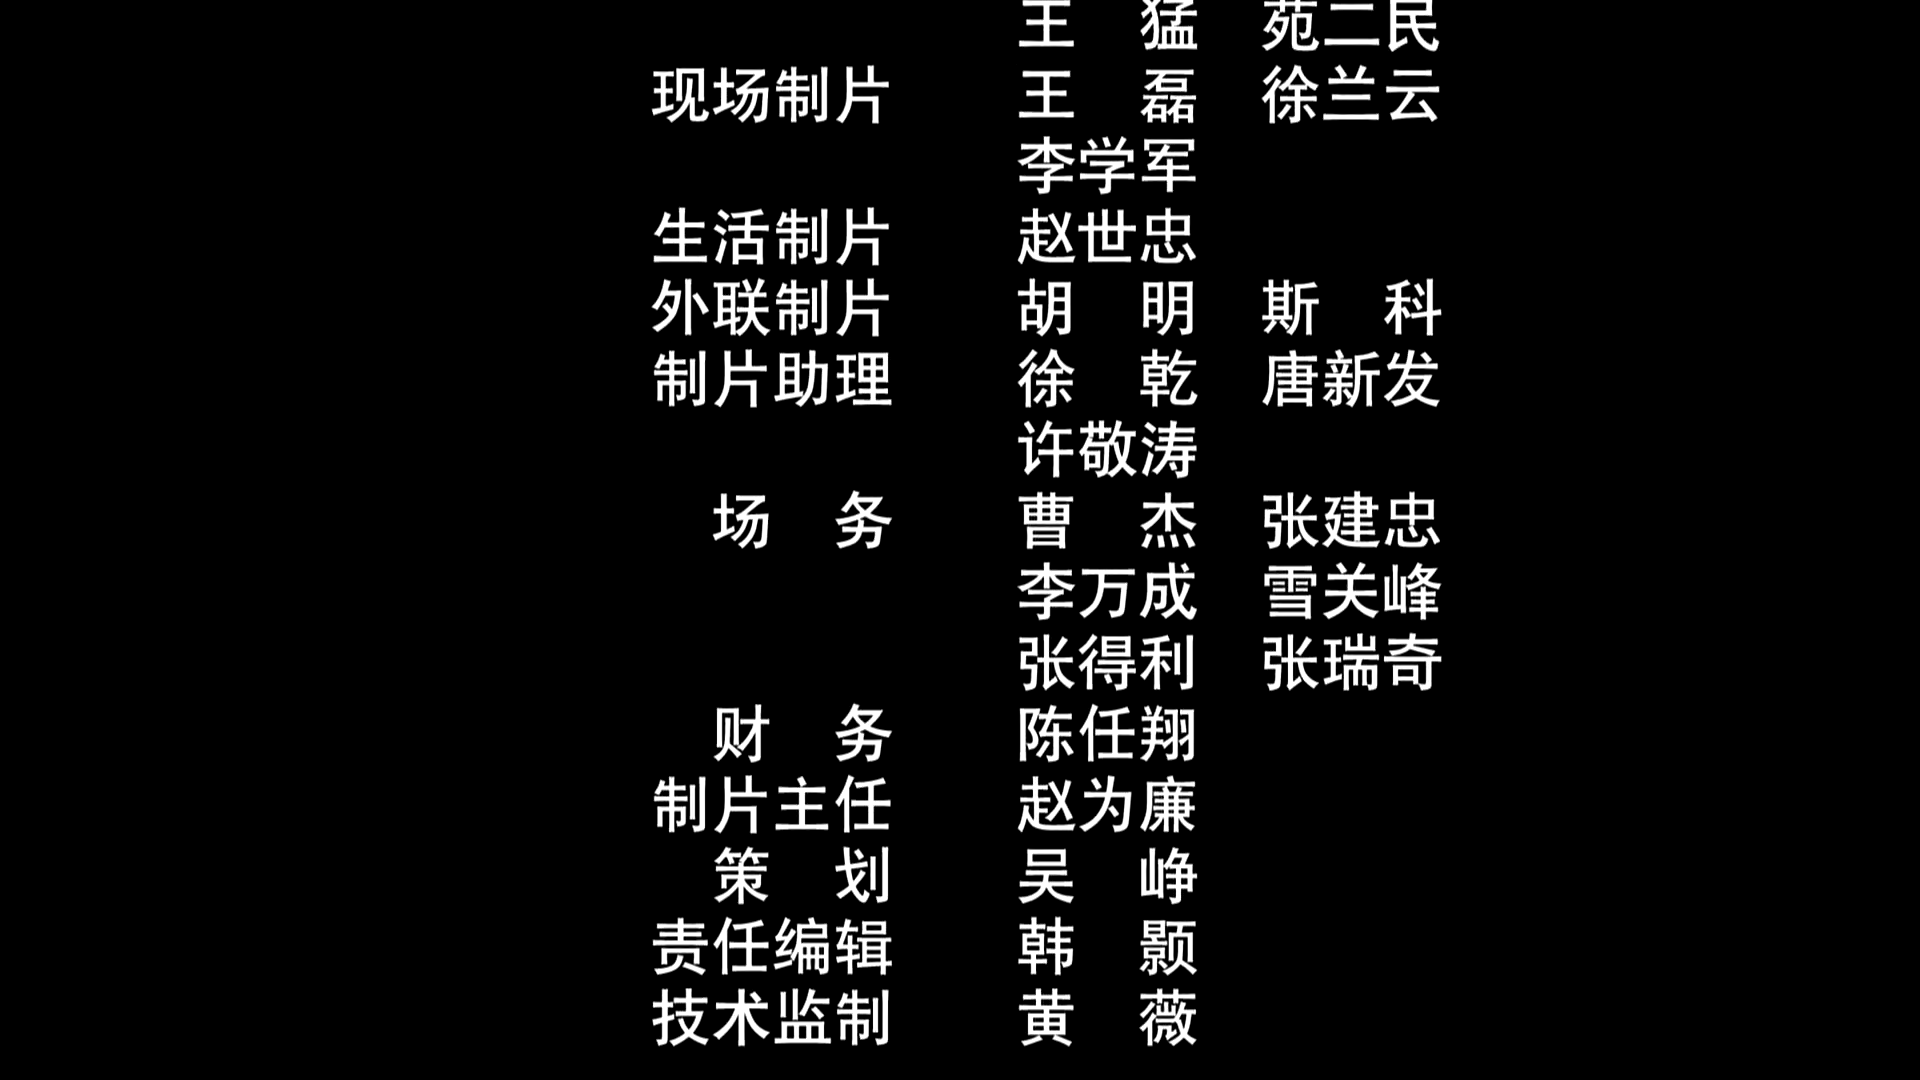 王　猛　苑二民
现场制片　王　磊　徐兰云
李学军
生活制片　赵世忠
外联制片　胡　明　斯　科
制片助理　徐　乾　唐新发
许敬涛
场　务　曹　杰　张建忠
李万成　雪关峰
张得利　张瑞奇
财　务　陈任翔
制片主任　赵为廉
策　划　吴　峥
责任编辑　韩　颢
技术监制　黄　薇